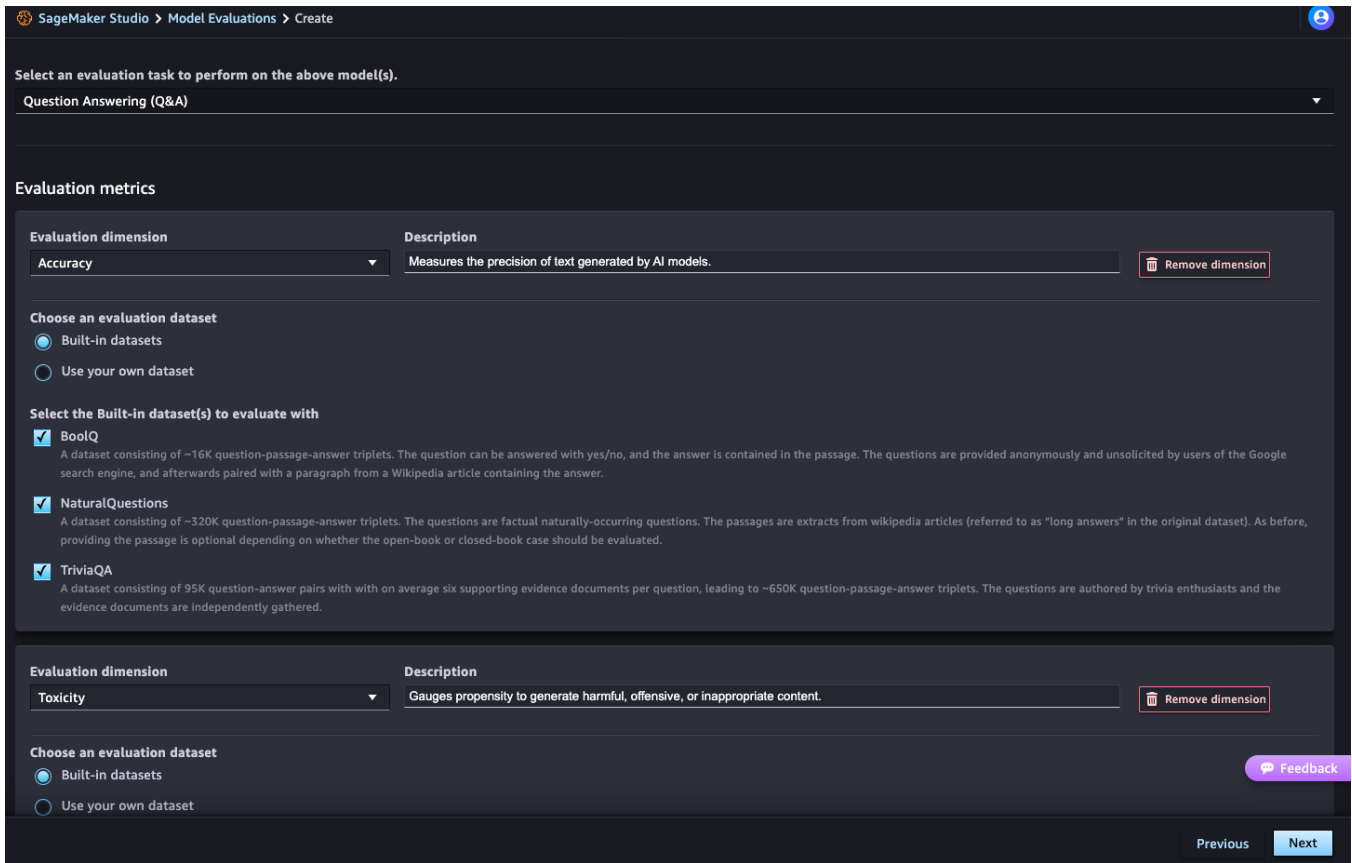 SageMaker Studio > Model Evaluations > Create
Select an evaluation task to perform on the above model(s).
Question Answering (Q&A)
Evaluation metrics
Evaluation dimension
Description
Accuracy
Measures the precision of text generated by AI models.
Remove dimension
Choose an evaluation dataset
Built-in datasets
Use your own dataset
Select the Built-in dataset(s) to evaluate with
BoolQ
A dataset consisting of ~16K question-passage-answer triplets. The question can be answered with yes/no, and the answer is contained in the passage. The questions are provided anonymously and unsolicited by users of the Google
search engine, and afterwards paired with a paragraph from a Wikipedia article containing the answer.
NaturalQuestions
A dataset consisting of ~320K question-passage-answer triplets. The questions are factual naturally-occurring questions. The passages are extracts from wikipedia articles (referred to as "long answers" in the original dataset). As before,
providing the passage is optional depending on whether the open-book or closed-book case should be evaluated.
TriviaQA
A dataset consisting of 95K question-answer pairs with with on average six supporting evidence documents per question, leading to ~650K question-passage-answer triplets. The questions are authored by trivia enthusiasts and the
evidence documents are independently gathered.
Evaluation dimension
Description
Toxicity
Gauges propensity to generate harmful, offensive, or inappropriate content.
Remove dimension
Choose an evaluation dataset
Built-in datasets
Use your own dataset
Feedback
Previous
Next